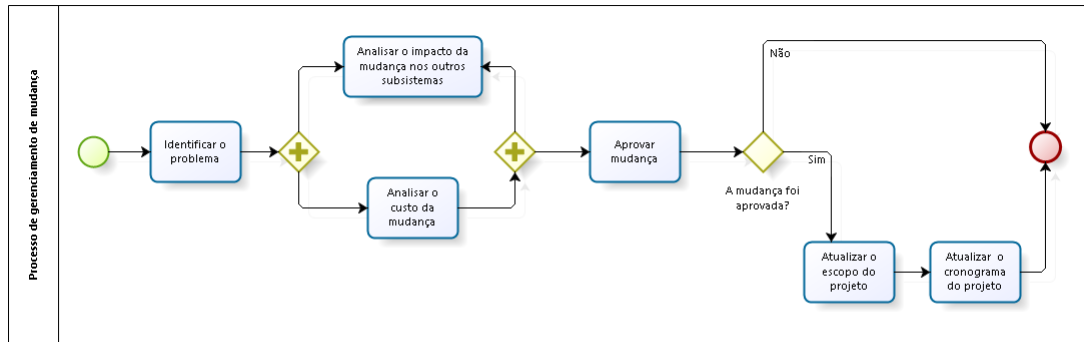 Processo de gerenciamento de mudança
Identificar o
problema
Analisar o impacto da
mudança nos outros
subsistemas
Analisar o
custo da
mudança
Aprovar
mudança
A mudança foi
aprovada?
Não
Sim
Atualizar o
escopo do
projeto
Atualizar o
cronograma
do projeto